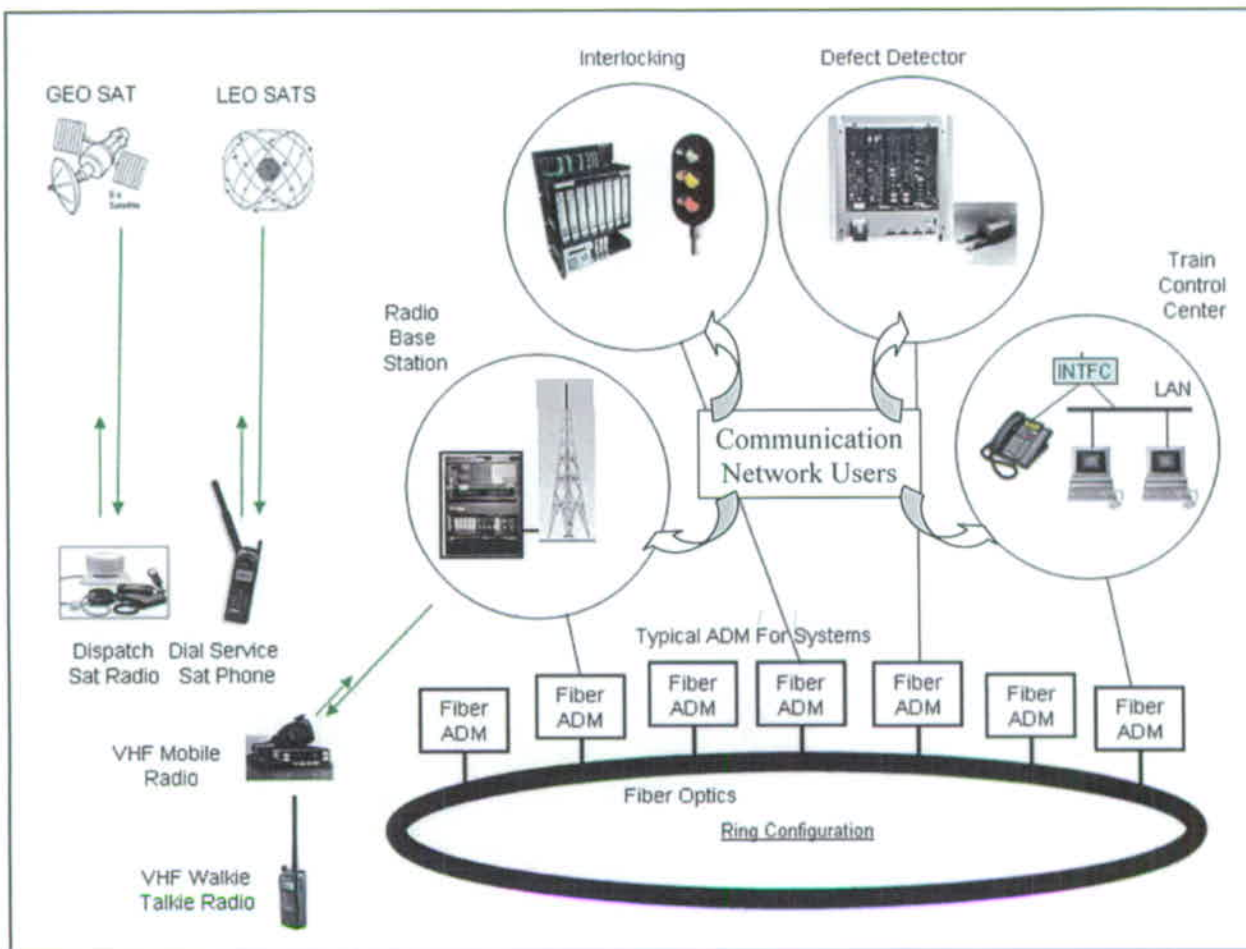 Interlocking
Defect Detector
GEO SAT
LEO SATS
Satellite
Train
Control
Center
Radio
Base
Station
INTFC
LAN
Communication
Network Users
Dispatch
Sat Radio
Dial Service
Sat Phone
Typical ADM For Systems
Fiber
ADM
Fiber
ADM
Fiber
ADM
Fiber
ADM
Fiber
ADM
Fiber
ADM
Fiber
ADM
VHF Mobile
Radio
Fiber Optics
Ring Configuration
VHF Walkie
Talkie Radio